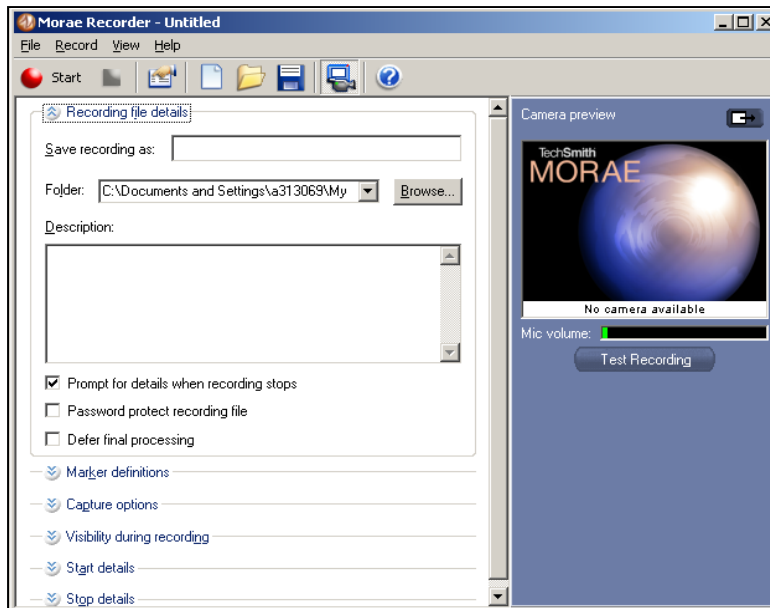 Morae Recorder - Untitled
File Record View Help
Start
Recording file details
Save recording as:
Folder: C:\Documents and Settings\a313069\My Browse...
Description:
Prompt for details when recording stops
Password protect recording file
Defer final processing
Marker definitions
Capture options
Visibility during recording
Start details
Stop details
Camera preview
TechSmith
MORAE
No camera available
Mic volume:
Test Recording